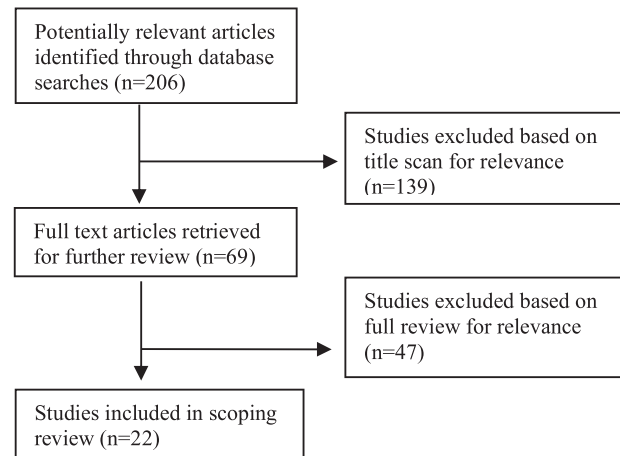 Potentially relevant articles
identified through database
searches (n=206)
Studies excluded based on
title scan for relevance
(n=139)
Full text articles retrieved
for further review (n=69)
Studies excluded based on
full review for relevance
(n=47)
Studies included in scoping
review (n=22)